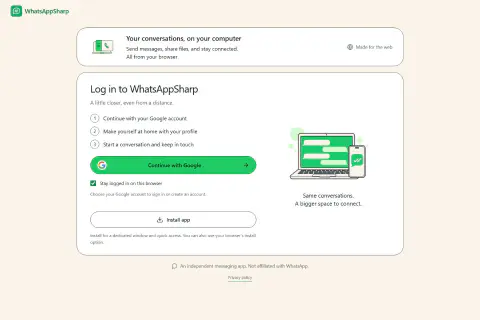 WhatsAppSharp
Your conversations, on your computer
Send messages, share files, and stay connected.
All from your browser.
Made for the web
Log in to WhatsAppSharp
A little closer, even from a distance.
1 Continue with your Google account
2 Make yourself at home with your profile
3 Start a conversation and keep in touch
Continue with Google
Stay logged in on this browser
Choose your Google account to sign in or create an account.
Install app
Install for a dedicated window and quick access. You can also use your browser's install
option.
Same conversations.
A bigger space to connect.
An independent messaging app. Not affiliated with WhatsApp.
Privacy policy